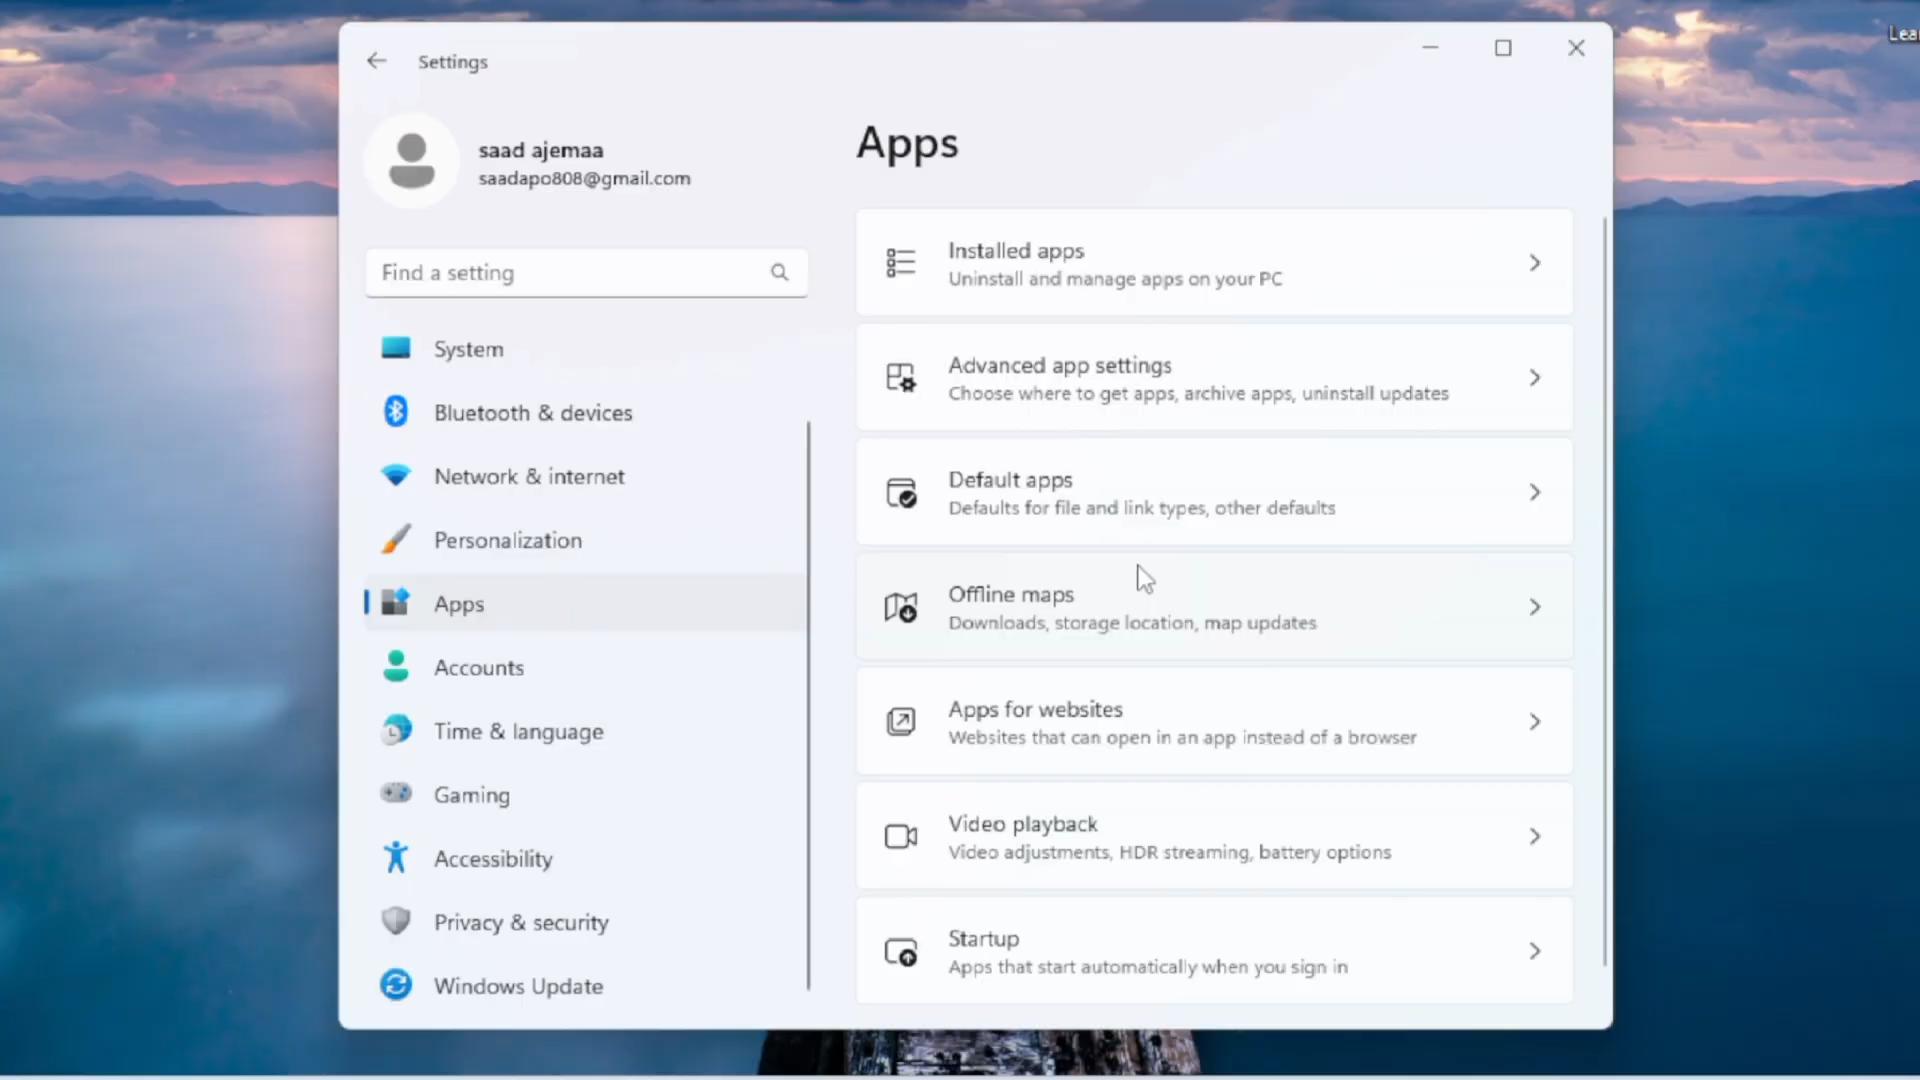 Settings
Lea
saad ajemaa
saadapo808@gmail.com
Find a setting
System
Bluetooth & devices
Network & internet
Personalization
Apps
Accounts
Time & language
Gaming
Accessibility
Privacy & security
Windows Update
Apps
Installed apps
Uninstall and manage apps on your PC
Advanced app settings
Choose where to get apps, archive apps, uninstall updates
Default apps
Defaults for file and link types, other defaults
Offline maps
Downloads, storage location, map updates
Apps for websites
Websites that can open in an app instead of a browser
Video playback
Video adjustments, HDR streaming, battery options
Startup
Apps that start automatically when you sign in